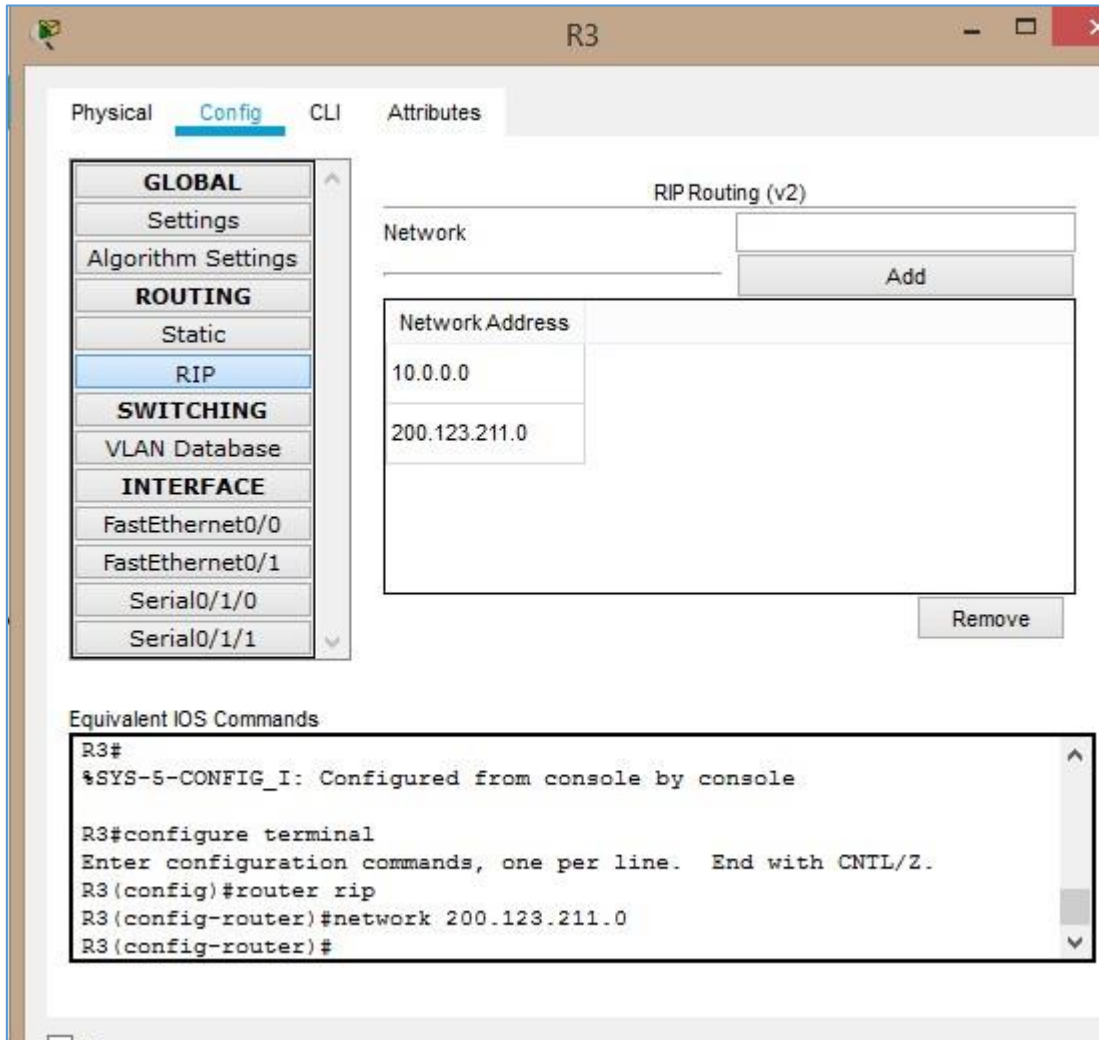 R3
Physical Config CLI Attributes
GLOBAL
Settings
Algorithm Settings
ROUTING
Static
RIP
SWITCHING
VLAN Database
INTERFACE
FastEthernet0/0
FastEthernet0/1
Serial0/1/0
Serial0/1/1
RIP Routing (v2)
Network
Add
Network Address
10.0.0.0
200.123.211.0
Remove
Equivalent IOS Commands
R3#
%SYS-5-CONFIG_I: Configured from console by console
R3#configure terminal
Enter configuration commands, one per line.  End with CNTL/Z.
R3(config)#router rip
R3(config-router)#network 200.123.211.0
R3(config-router)#